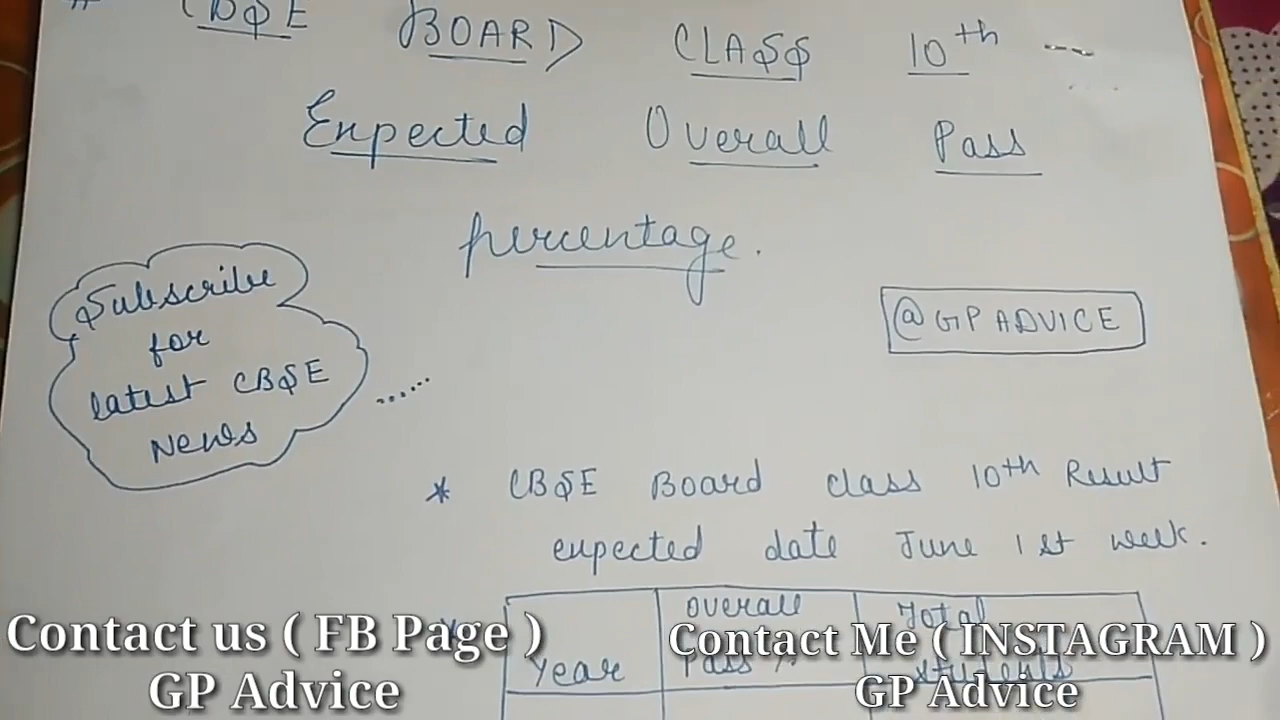 # CBSE BOARD CLASS 10th ---
Expected Overall Pass
percentage.
@GP ADVICE
Subscribe
for
latest CBSE
News
......
* CBSE Board class 10th Result
expected date June 1st week.
*
Year
Overall
Pass %
Total
students
Contact us ( FB Page )
GP Advice
Contact Me ( INSTAGRAM )
GP Advice